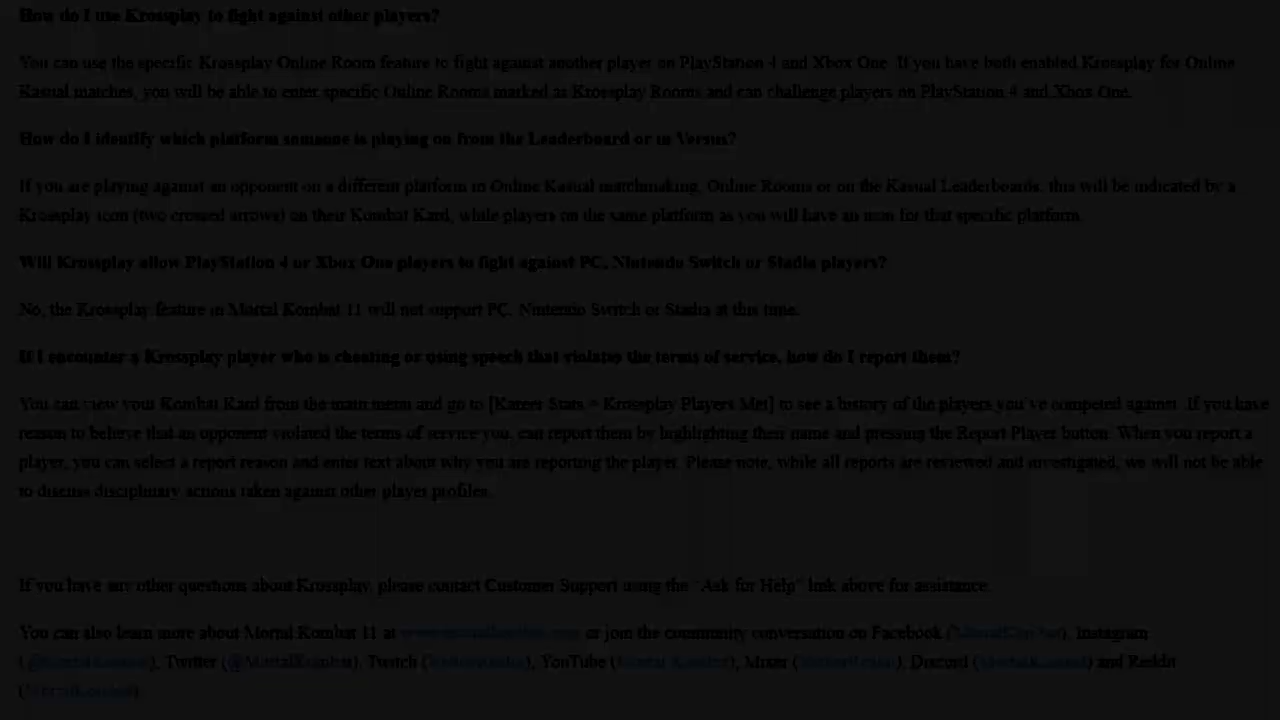 How do I use Krossplay to fight against other players?
You can use the specific Krossplay Online Room feature to fight against another player on PlayStation 4 and Xbox One. If you have both enabled Krossplay for Online
Kasual matches, you will be able to enter specific Online Rooms marked as Krossplay Rooms and can challenge players on PlayStation 4 and Xbox One.
How do I identify which platform someone is playing on from the Leaderboard or in Versus?
If you are playing against an opponent on a different platform in Online Kasual matchmaking, Online Rooms or on the Kasual Leaderboards, this will be indicated by a
Krossplay icon (two crossed arrows) on their Kombat Kard, while players on the same platform as you will have an icon for that specific platform.
Will Krossplay allow PlayStation 4 or Xbox One players to fight against PC, Nintendo Switch or Stadia players?
No, the Krossplay feature in Mortal Kombat 11 will not support PC, Nintendo Switch or Stadia at this time.
If I encounter a Krossplay player who is cheating or using speech that violates the terms of service, how do I report them?
You can view your Kombat Kard from the main menu and go to [Kareer Stats > Krossplay Players Met] to see a history of the players you've competed against. If you have
reason to believe that an opponent violated the terms of service you, can report them by highlighting their name and pressing the Report Player button. When you report a
player, you can select a report reason and enter text about why you are reporting the player. Please note, while all reports are reviewed and investigated, we will not be able
to discuss disciplinary actions taken against other player profiles.
If you have any other questions about Krossplay, please contact Customer Support using the "Ask for Help" link above for assistance.
You can also learn more about Mortal Kombat 11 at or join the community conversation on Facebook (), Instagram
(), Twitter (@MortalKombat), Twitch (), YouTube (), Mixer (), Discord () and Reddit
()